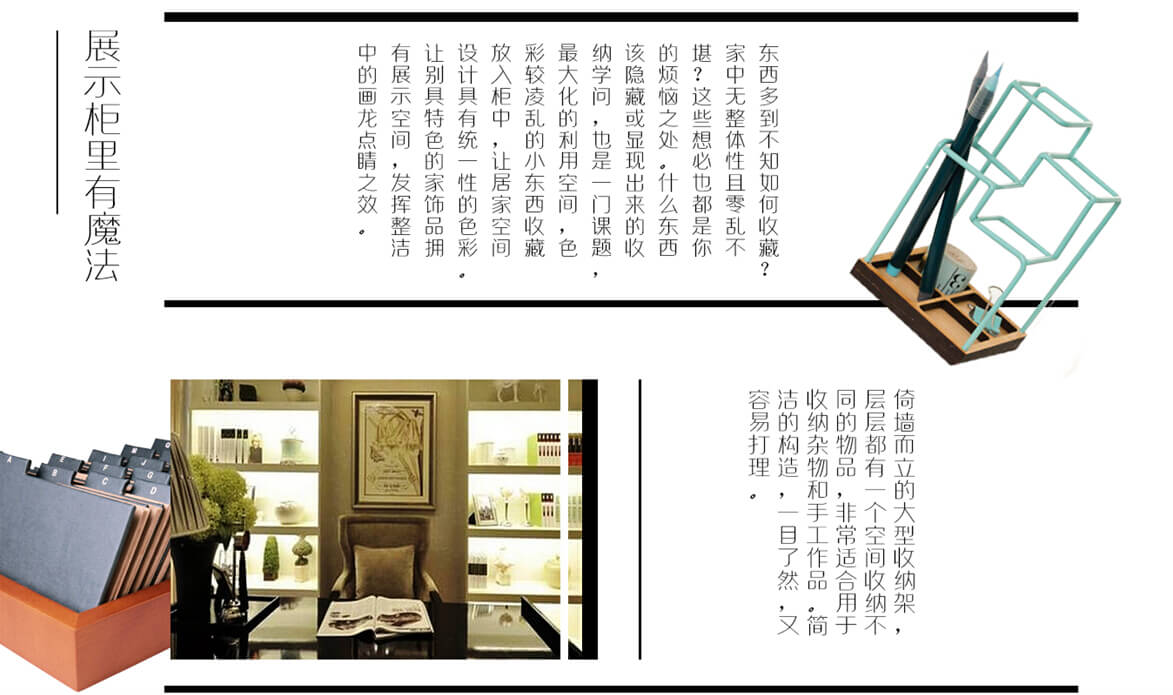 展示柜里有魔法
东西多到不知如何收藏？
家中无整体性且零乱不
堪？这些想必也都是你
的烦恼之处。什么东西
该隐藏或显现出来的收
纳学问，也是一门课题，
最大化的利用空间，色
彩较凌乱的小东西收藏
放入柜中，让居家空间
设计具有统一性的色彩。
让别具特色的家饰品拥
有展示空间，发挥整洁
中的画龙点睛之效。
倚墙而立的大型收纳架，
层层都有一个空间收纳不
同的物品，非常适合用于
收纳杂物和手工作品。简
洁的构造，一目了然，又
容易打理。
A
B
C
D
E
F
G
I
J